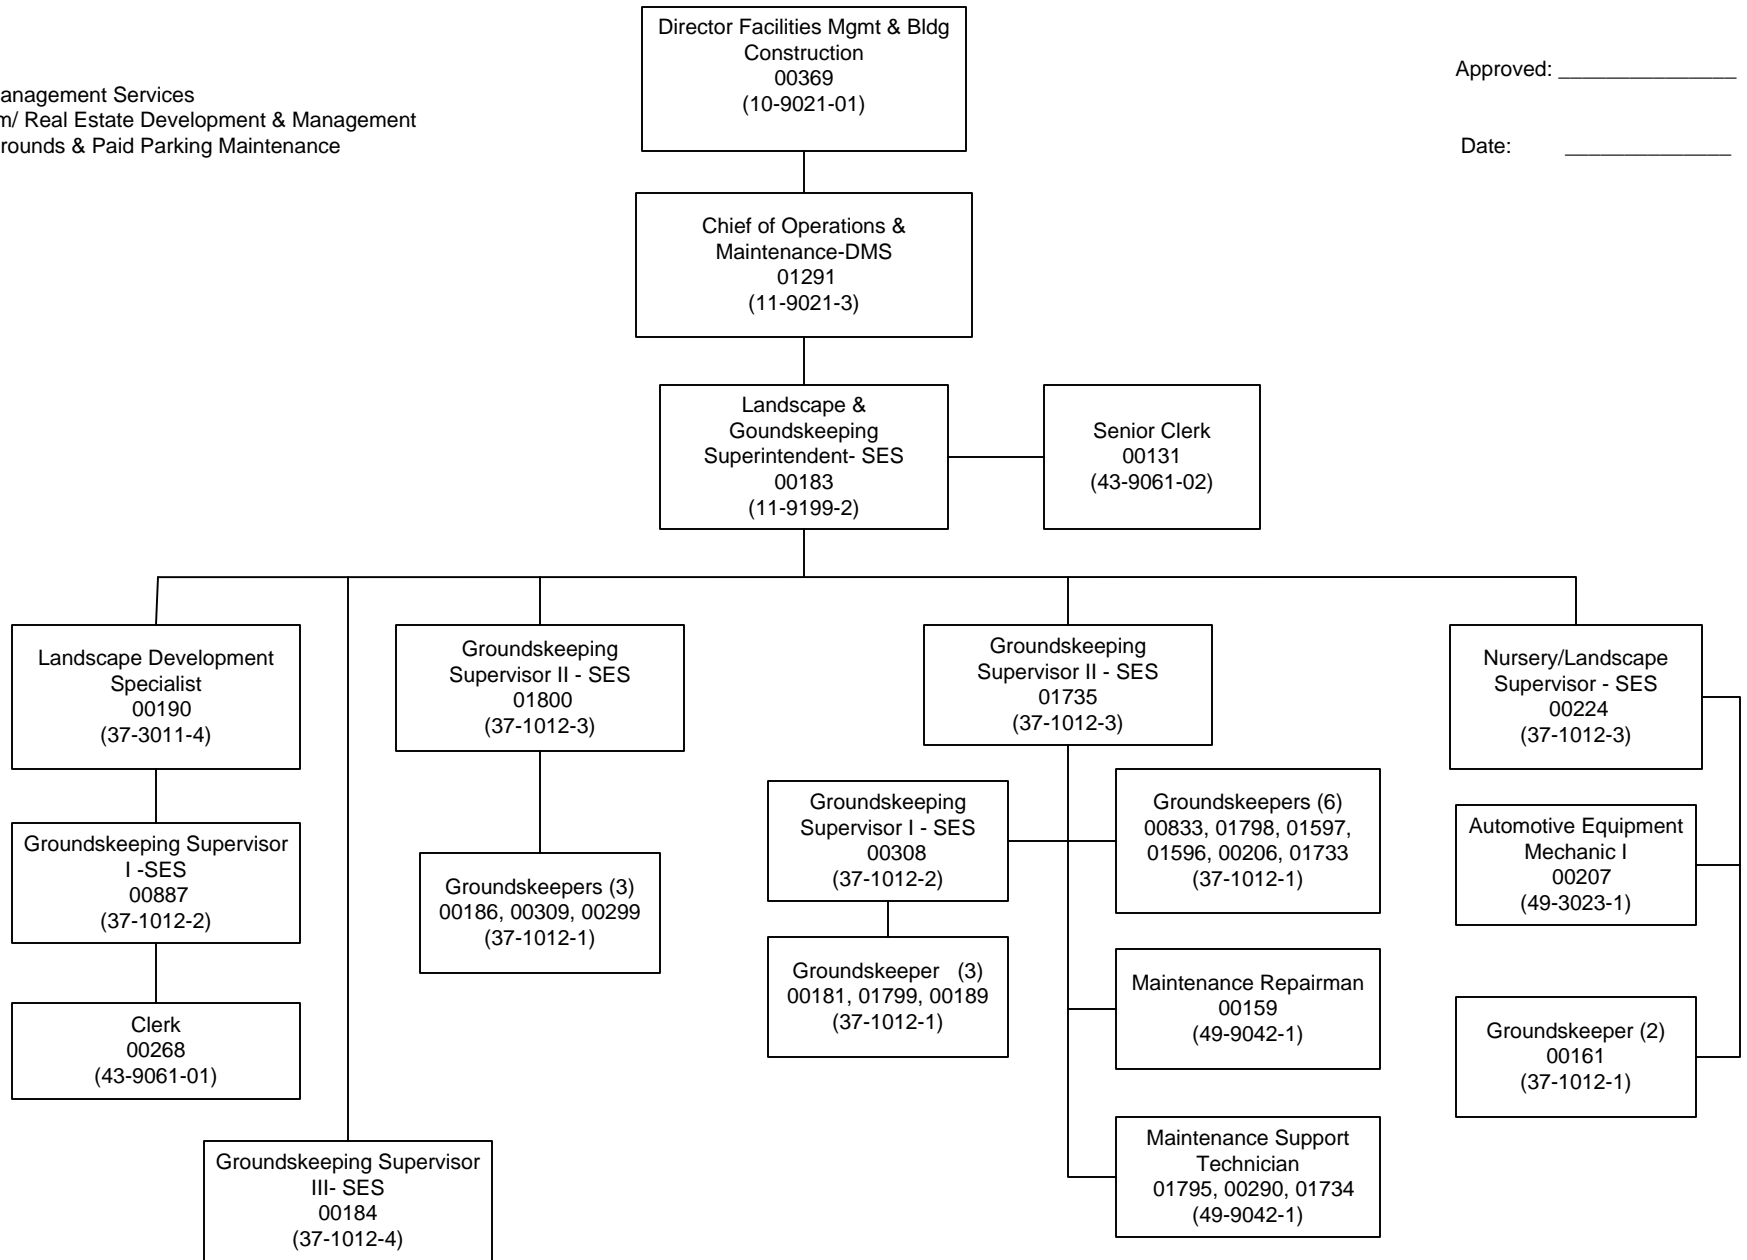 Director Facilities Mgmt & Bldg
Construction
00369
(10-9021-01)
anagement Services
m/ Real Estate Development & Management
rounds & Paid Parking Maintenance
Approved: _______________
Date: ______________
Chief of Operations &
Maintenance-DMS
01291
(11-9021-3)
Landscape &
Goundskeeping
Superintendent- SES
00183
(11-9199-2)
Senior Clerk
00131
(43-9061-02)
Landscape Development
Specialist
00190
(37-3011-4)
Groundskeeping Supervisor
I -SES
00887
(37-1012-2)
Clerk
00268
(43-9061-01)
Groundskeeping Supervisor
III- SES
00184
(37-1012-4)
Groundskeeping
Supervisor II - SES
01800
(37-1012-3)
Groundskeepers (3)
00186, 00309, 00299
(37-1012-1)
Groundskeeping
Supervisor II - SES
01735
(37-1012-3)
Groundskeeping
Supervisor I - SES
00308
(37-1012-2)
Groundskeeper (3)
00181, 01799, 00189
(37-1012-1)
Groundskeepers (6)
00833, 01798, 01597,
01596, 00206, 01733
(37-1012-1)
Maintenance Repairman
00159
(49-9042-1)
Maintenance Support
Technician
01795, 00290, 01734
(49-9042-1)
Nursery/Landscape
Supervisor - SES
00224
(37-1012-3)
Automotive Equipment
Mechanic I
00207
(49-3023-1)
Groundskeeper (2)
00161
(37-1012-1)